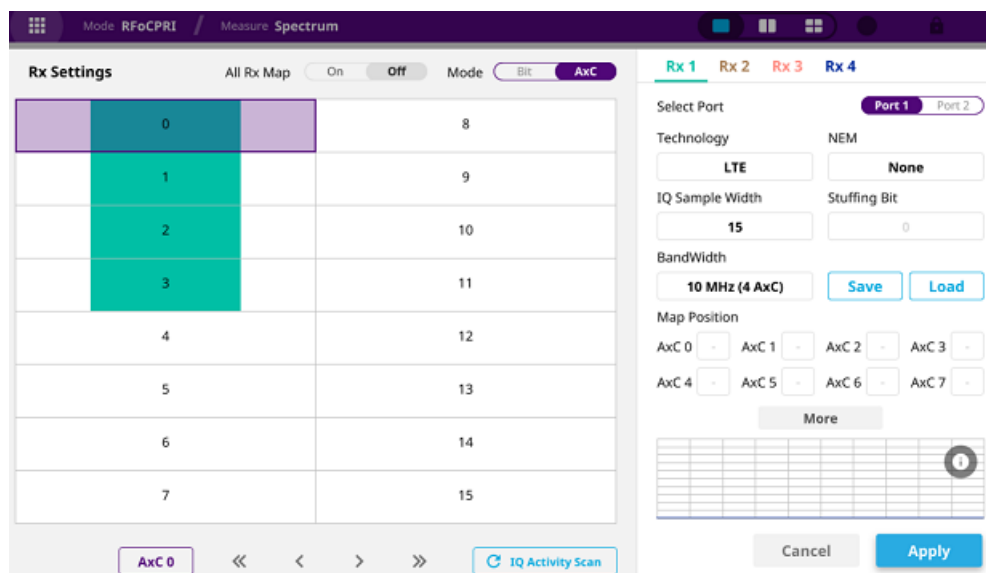 Mode RFoCPRI / Measure Spectrum
Rx Settings
All Rx Map On Off Mode Bit AxC
0 8
1 9
2 10
3 11
4 12
5 13
6 14
7 15
AxC 0 « < > » IQ Activity Scan
Rx 1 Rx 2 Rx 3 Rx 4
Select Port Port 1 Port 2
Technology NEM
LTE None
IQ Sample Width Stuffing Bit
15 0
BandWidth
10 MHz (4 AxC) Save Load
Map Position
AxC 0 - AxC 1 - AxC 2 - AxC 3 -
AxC 4 - AxC 5 - AxC 6 - AxC 7 -
More
Cancel Apply